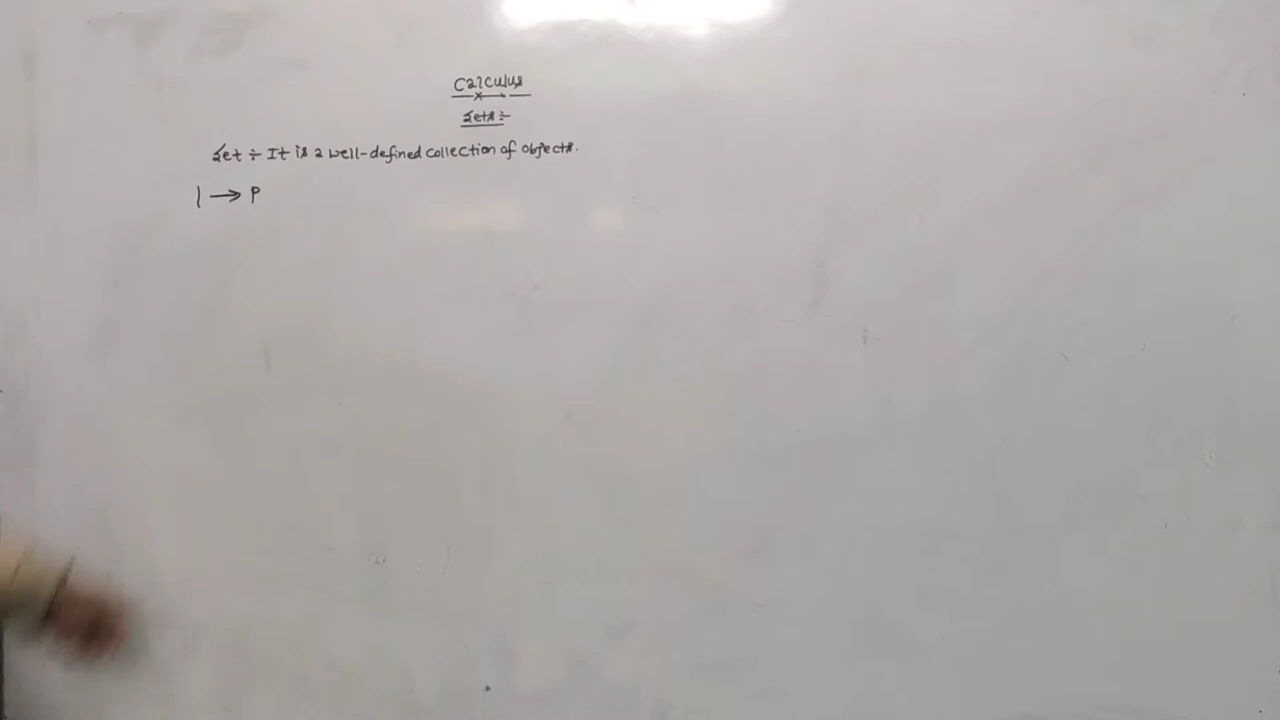 Calculus
Sets :-
Set ÷ It is a well-defined collection of objects.
1 → P